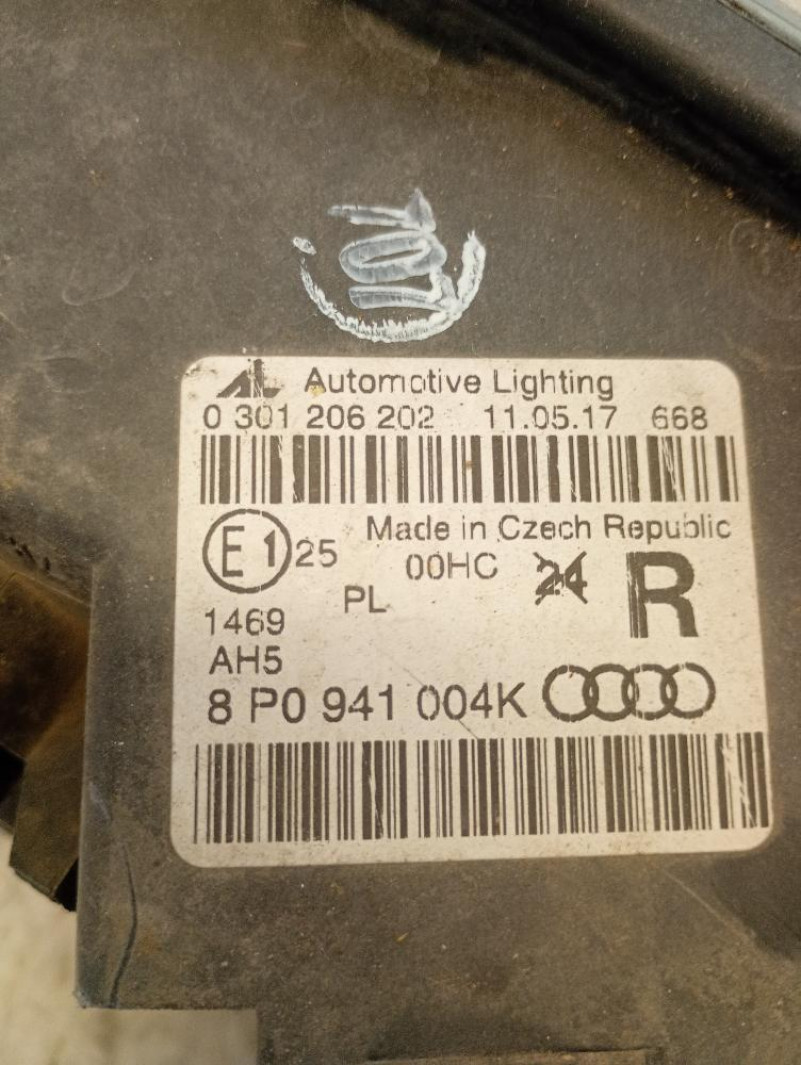 AL Automotive Lighting
0 301 206 202 11.05.17 668
Made in Czech Republic
E1 25 00HC 24 R
PL
1469
AH5
8 P0 941 004K